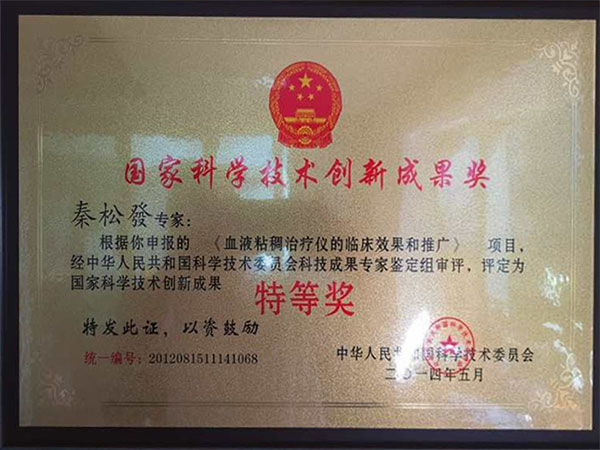 国家科学技术创新成果奖
秦松發专家：
根据你申报的 《血液粘稠治疗仪的临床效果和推广》 项目，
经中华人民共和国科学技术委员会科技成果专家鉴定组审评，评定为
国家科学技术创新成果
特等奖
特发此证，以资鼓励
统一编号：2012081511141068
中华人民共和国科学技术委员会
二〇一四年五月